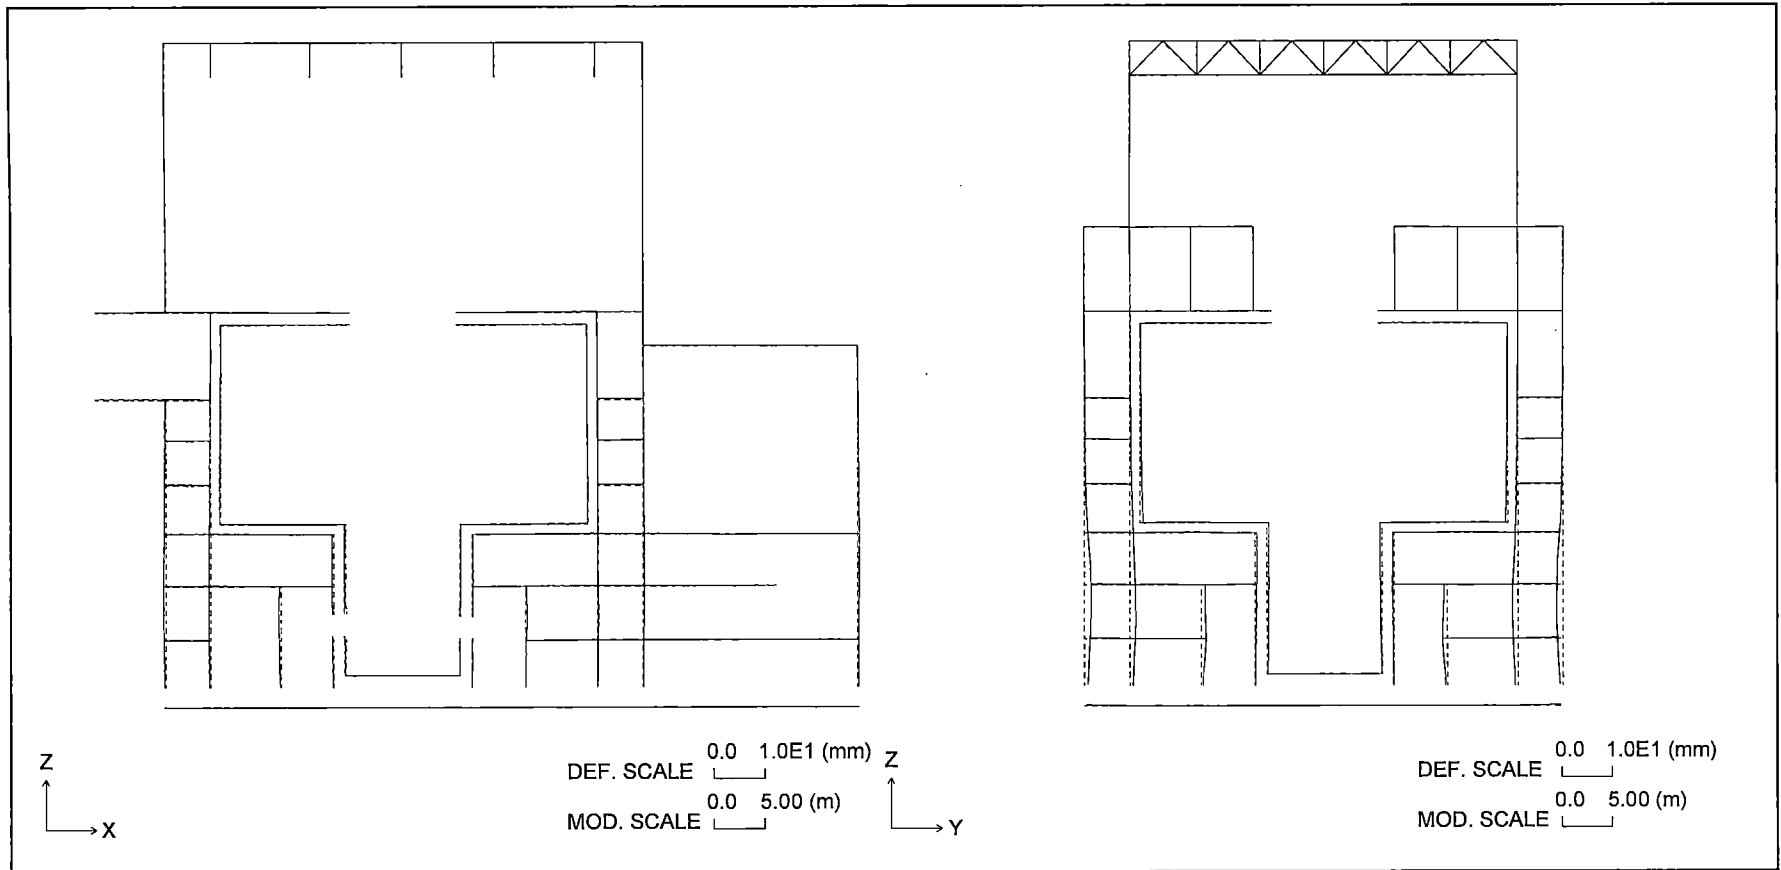 0.0 1.0E1 (mm)
DEF. SCALE
0.0 5.00 (m)
MOD. SCALE
Z
X
0.0 1.0E1 (mm)
DEF. SCALE
0.0 5.00 (m)
MOD. SCALE
Z
Y